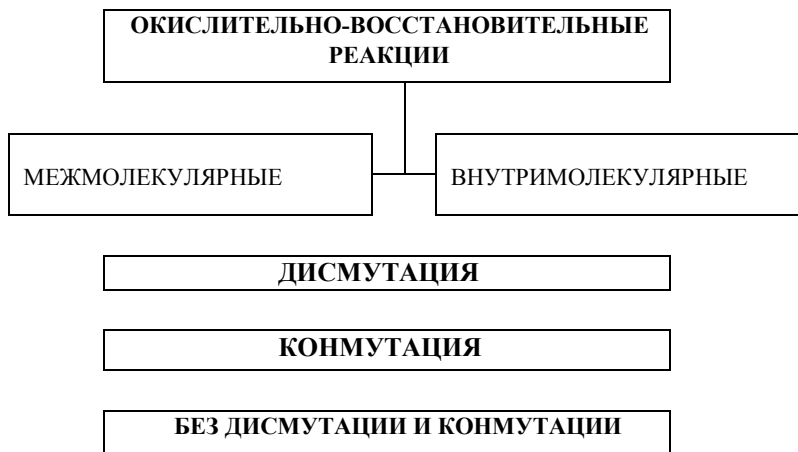 ОКИСЛИТЕЛЬНО-ВОССТАНОВИТЕЛЬНЫЕ
РЕАКЦИИ
МЕЖМОЛЕКУЛЯРНЫЕ
ВНУТРИМОЛЕКУЛЯРНЫЕ
ДИСМУТАЦИЯ
КОНМУТАЦИЯ
БЕЗ ДИСМУТАЦИИ И КОНМУТАЦИИ